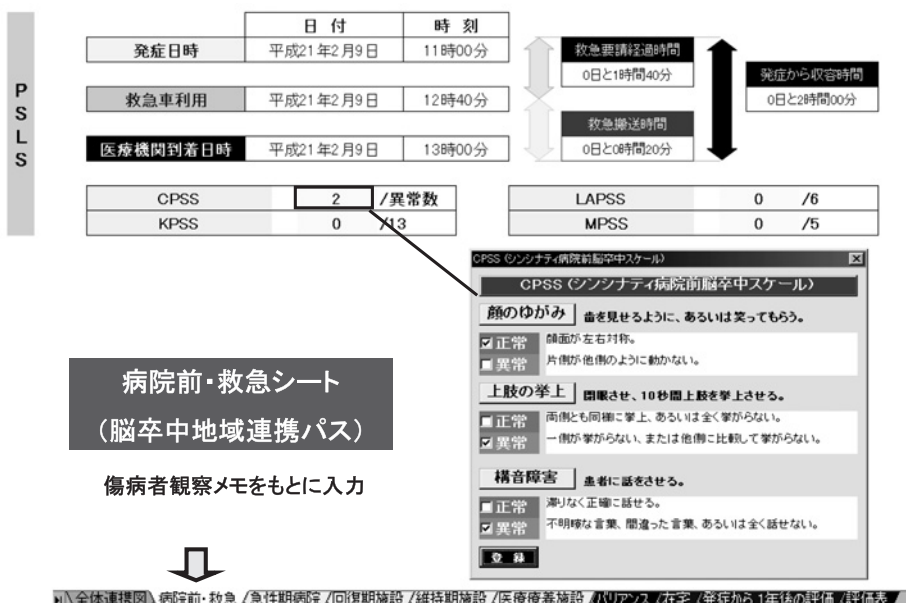 日 付 時 刻
発症日時 平成21年2月9日 11時00分
救急要請経過時間
0日と1時間40分
発症から収容時間
0日と2時間00分
PSLS
救急車利用 平成21年2月9日 12時40分
救急搬送時間
0日と0時間20分
医療機関到着日時 平成21年2月9日 13時00分
CPSS 2 /異常数 LAPSS 0 /6
KPSS 0 /13 MPSS 0 /5
CPSS (シンシナティ病院前脳卒中スケール)
CPSS (シンシナティ病院前脳卒中スケール)
顔のゆがみ 歯を見せるように、あるいは笑ってもらう。
正常 顔面が左右対称。
異常 片側が他側のように動かない。
上肢の挙上 閉眼させ、10秒間上肢を挙上させる。
正常 両側とも同様に挙上、あるいは全く挙がらない。
異常 一側が挙がらない、または他側に比較して挙がらない。
構音障害 患者に話をさせる。
正常 滞りなく正確に話せる。
異常 不明瞭な言葉、間違った言葉、あるいは全く話せない。
登 録
病院前・救急シート
(脳卒中地域連携パス)
傷病者観察メモをもとに入力
全体連携図 病院前・救急 急性期病院 回復期施設 維持期施設 医療療養施設 バリアンス 在宅 発症から1年後の評価 評価表